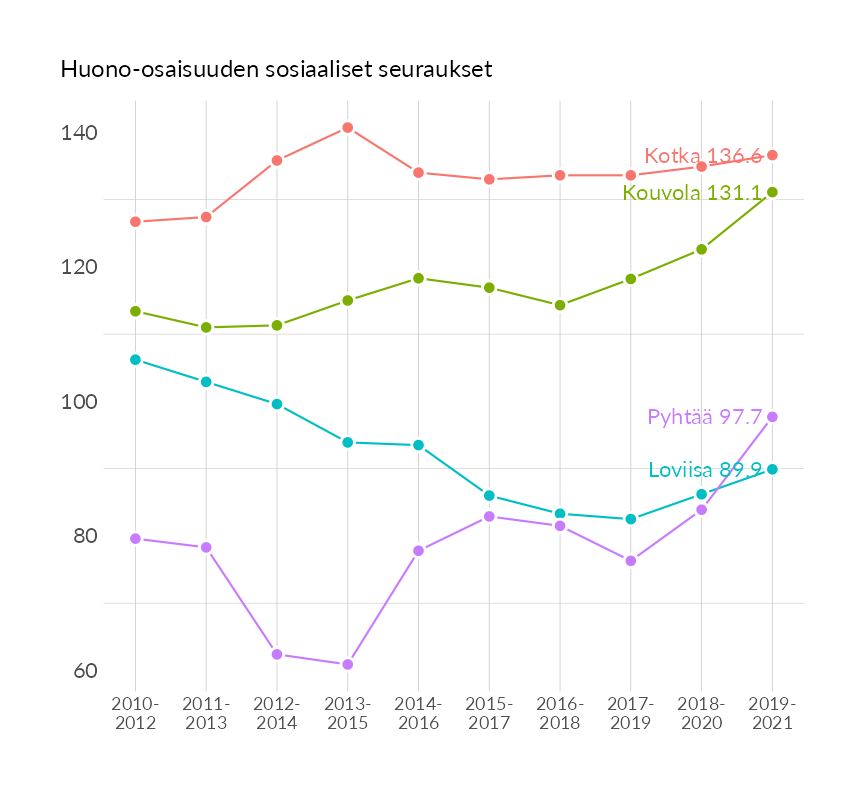 Huono-osaisuuden sosiaaliset seuraukset
140
Kotka 136.6
Kouvola 131.1
120
100
Pyhtää 97.7
Loviisa 89.9
80
60
2010- 2011- 2012- 2013- 2014- 2015- 2016- 2017- 2018- 2019-
2012 2013 2014 2015 2016 2017 2018 2019 2020 2021